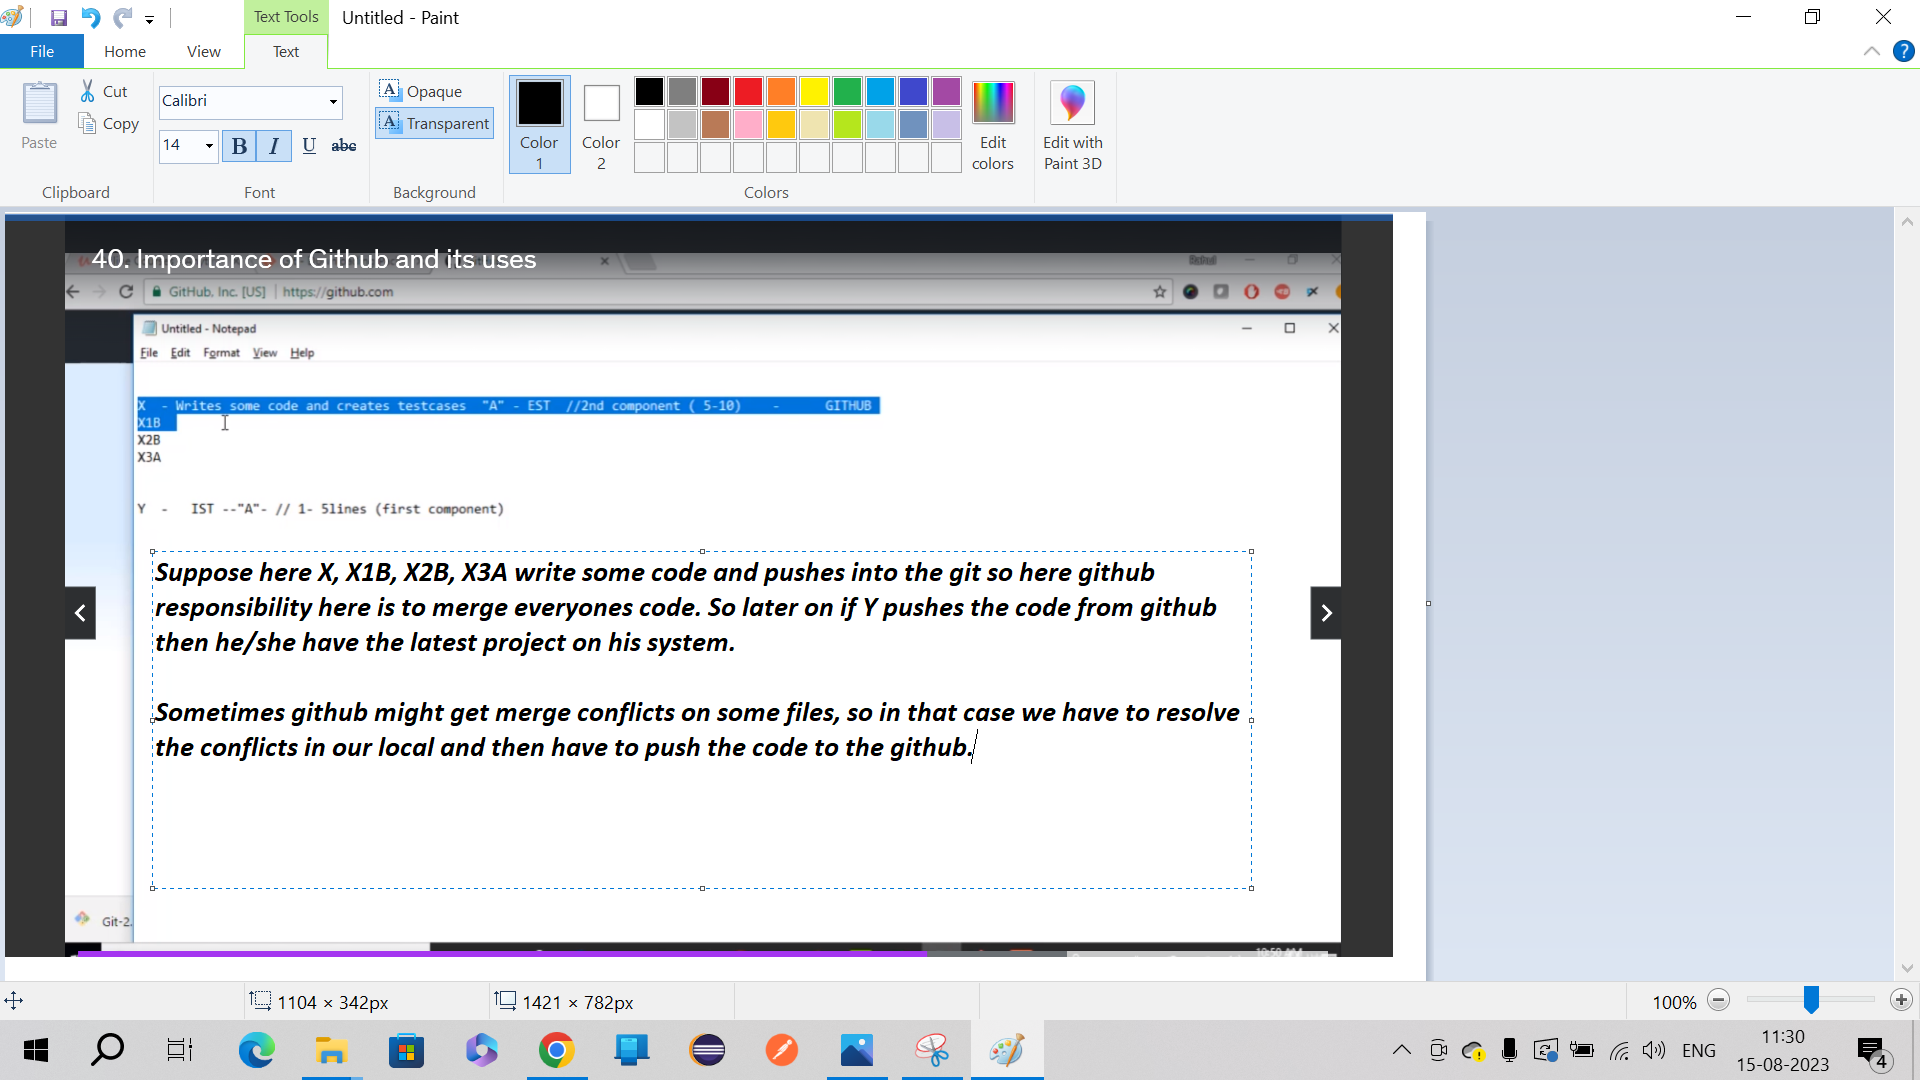 Text Tools
Untitled - Paint
File
Home
View
Text
?
Paste
Cut
Copy
Clipboard
Calibri
14
B
I
U
abc
Font
A Opaque
A Transparent
Background
Color
1
Color
2
Edit
colors
Edit with
Paint 3D
Colors
40. Importance of Github and its uses
GitHub, Inc. [US]
https://github.com
Untitled - Notepad
File Edit Format View Help
X - Writes some code and creates testcases "A" - EST //2nd component ( 5-10) - GITHUB
X1B
X2B
X3A
Y - IST --"A"- // 1- 5lines (first component)
Suppose here X, X1B, X2B, X3A write some code and pushes into the git so here github
responsibility here is to merge everyones code. So later on if Y pushes the code from github
then he/she have the latest project on his system.
Sometimes github might get merge conflicts on some files, so in that case we have to resolve
the conflicts in our local and then have to push the code to the github.
Git-2.
1104 × 342px
1421 × 782px
100%
ENG
11:30
15-08-2023
4